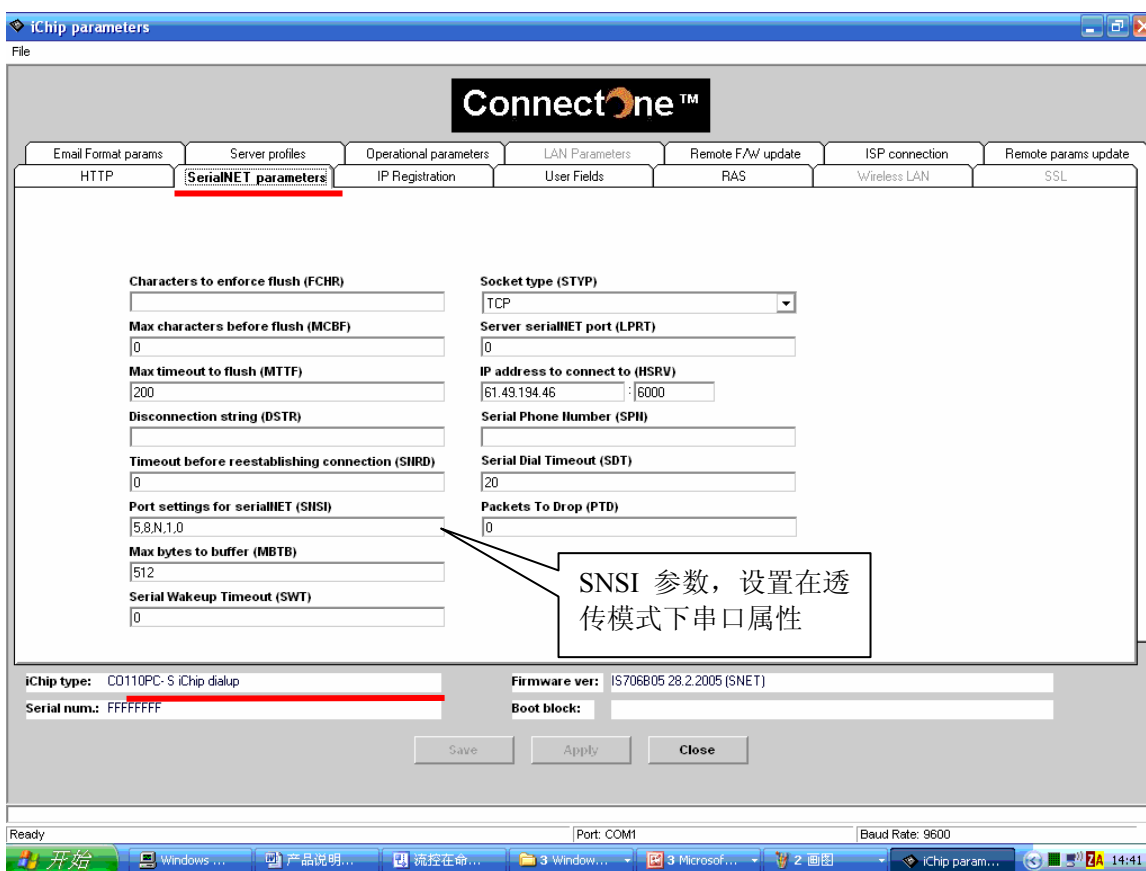 iChip parameters
File
ConnectOne™
Email Format params
Server profiles
Operational parameters
LAN Parameters
Remote F/W update
ISP connection
Remote params update
HTTP
SerialNET parameters
IP Registration
User Fields
RAS
Wireless LAN
SSL
Characters to enforce flush (FCHR)
Max characters before flush (MCBF)
0
Max timeout to flush (MTTF)
200
Disconnection string (DSTR)
Timeout before reestablishing connection (SNRD)
0
Port settings for serialNET (SNSI)
5,8,N,1,0
Max bytes to buffer (MBTB)
512
Serial Wakeup Timeout (SWT)
0
Socket type (STYP)
TCP
Server serialNET port (LPRT)
0
IP address to connect to (HSRV)
61.49.194.46 : 6000
Serial Phone Number (SPN)
Serial Dial Timeout (SDT)
20
Packets To Drop (PTD)
0
SNSI 参数，设置在透
传模式下串口属性
iChip type: CO110PC- S iChip dialup
Firmware ver: IS706B05 28.2.2005 (SNET)
Serial num.: FFFFFFFF
Boot block:
Save
Apply
Close
Ready
Port: COM1
Baud Rate: 9600
开始
Windows ...
产品说明...
流控在命...
3 Window...
3 Microsof...
2 画图
iChip param...
ZA
14:41